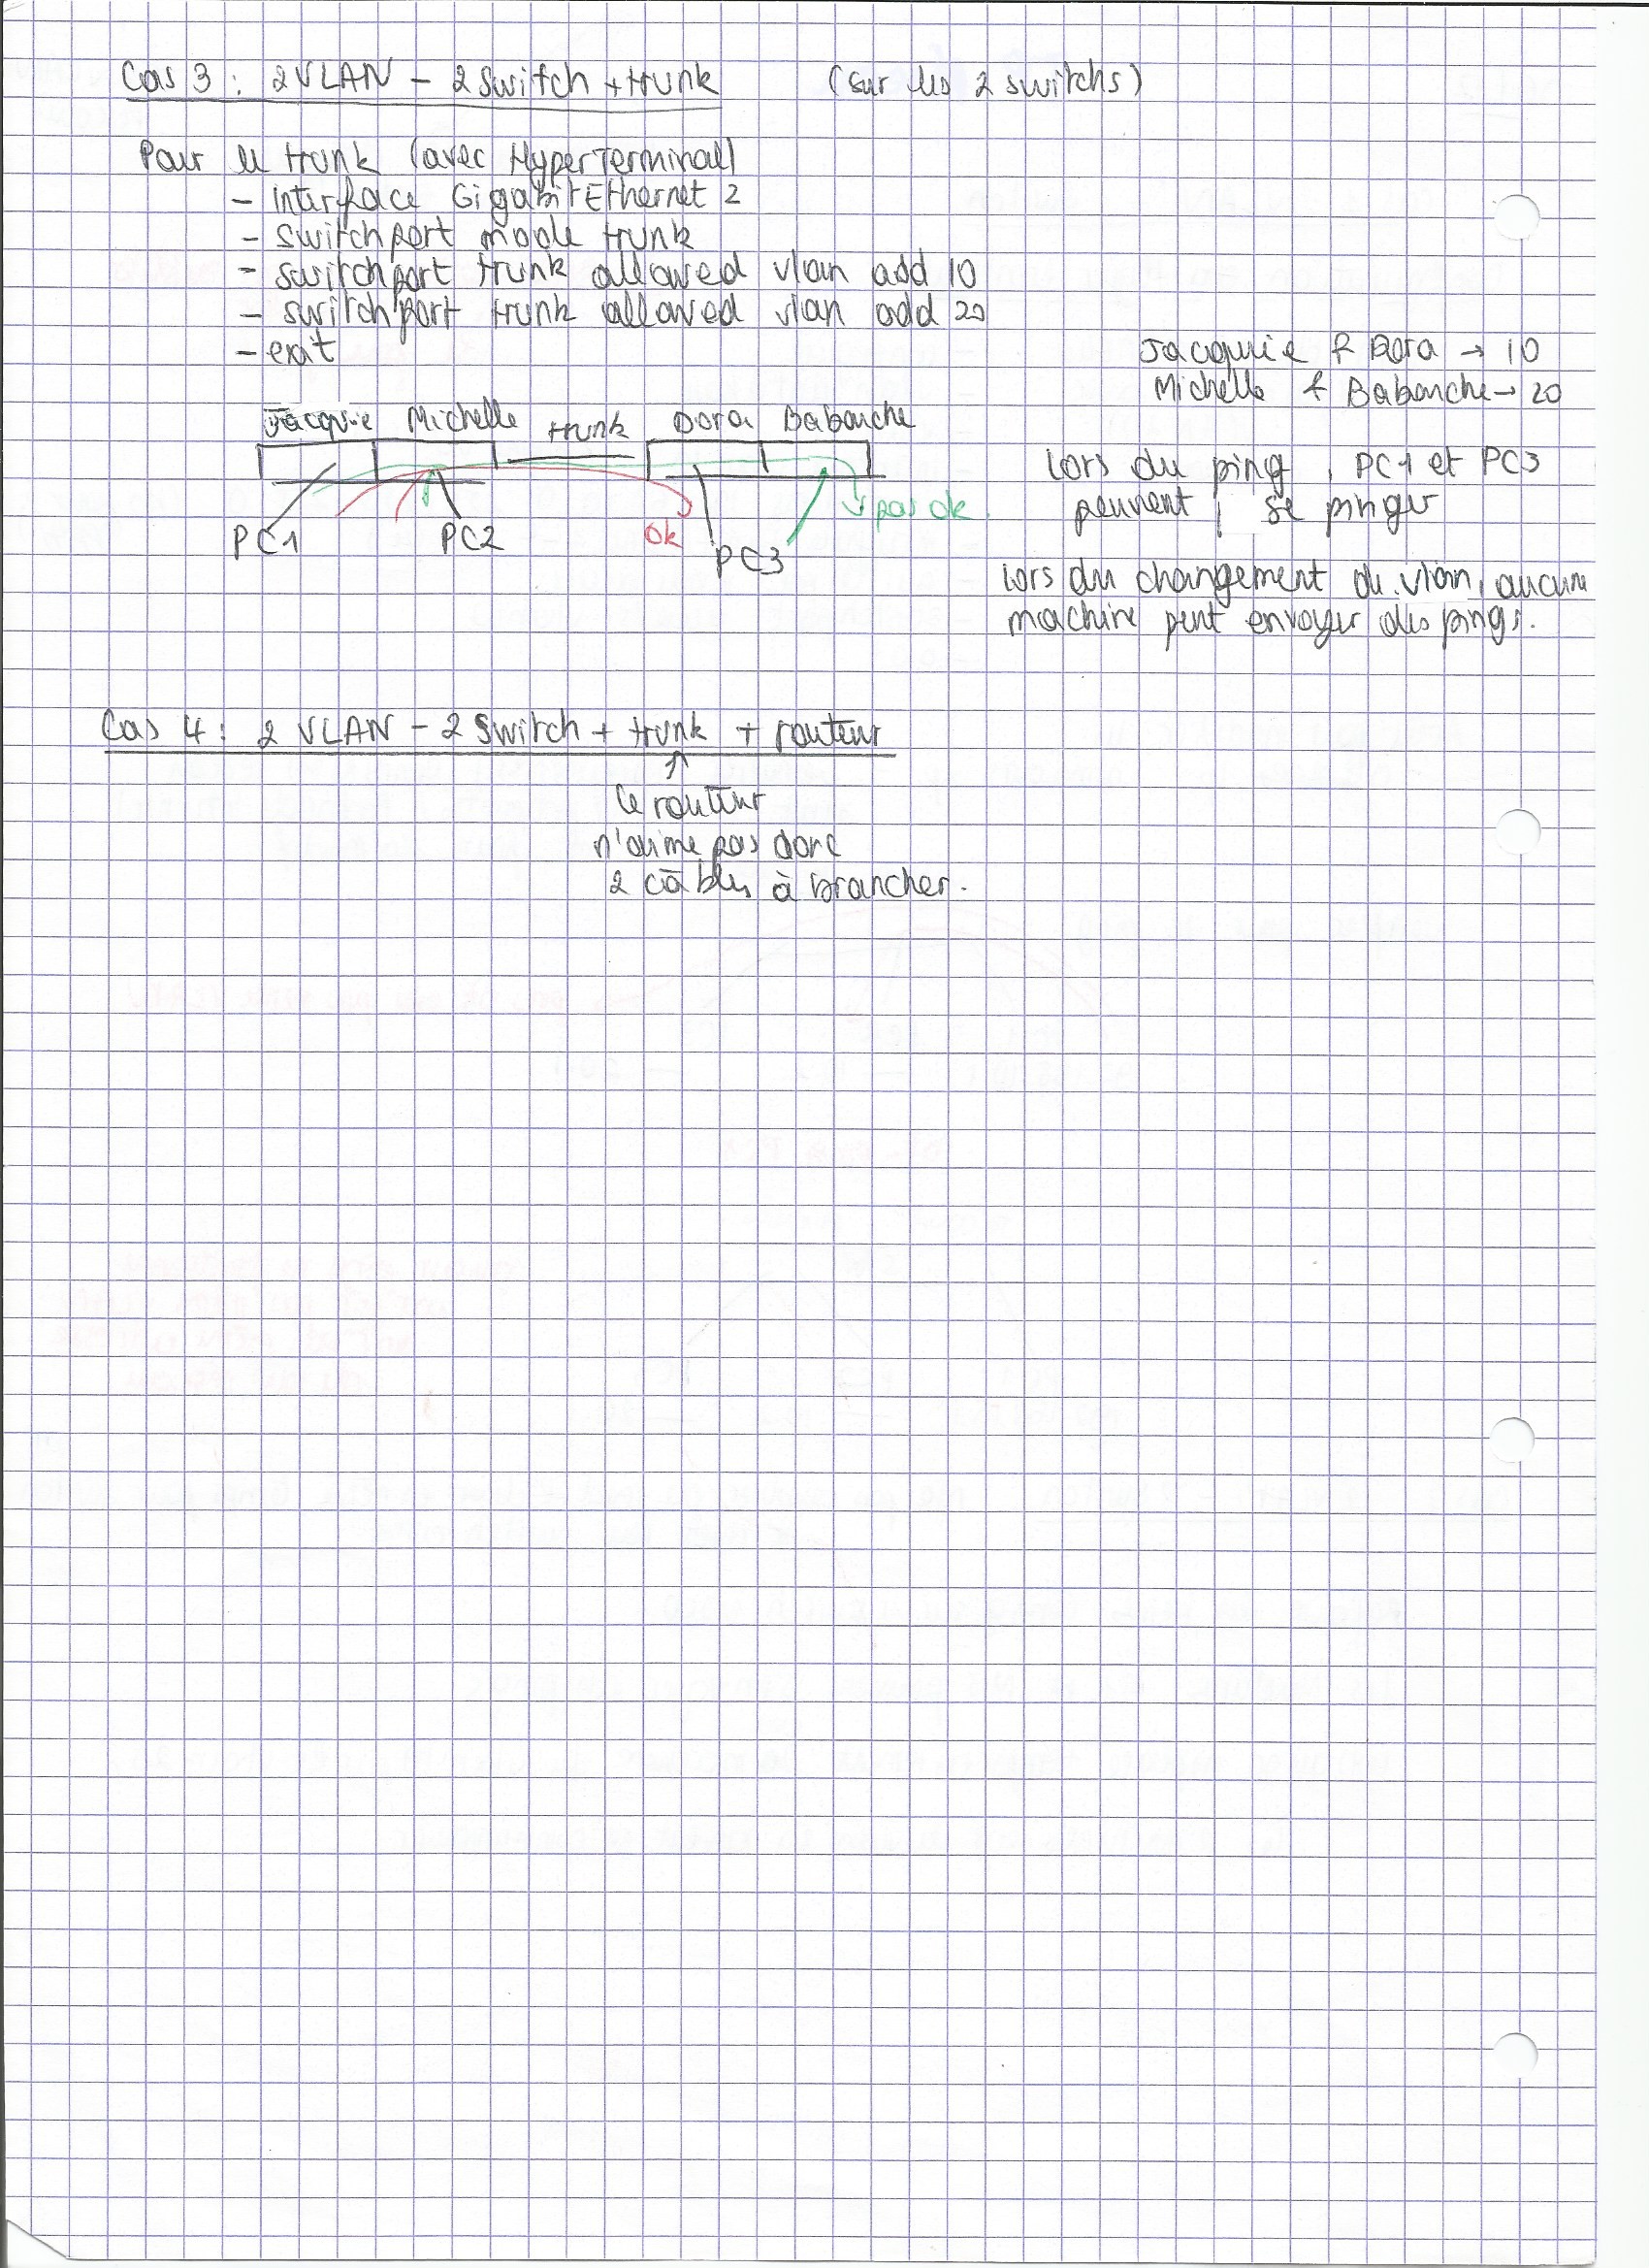 Cas 3 : 2 VLAN - 2 Switch + trunk (sur les 2 switchs)
Pour le trunk (avec HyperTerminal)
- Interface GigabitEthernet 2
- switchport mode trunk
- switchport trunk allowed vlan add 10
- switchport trunk allowed vlan add 20
- exit
Jacquie & Dora → 10
Michelle & Babouche → 20
Jacquie Michelle trunk Dora Babouche
PC1 PC2 ok PC3 pas ok
Lors du ping, PC1 et PC3
peuvent se pinger
Lors du changement de vlan, aucune
machine peut envoyer des pings.
Cas 4 : 2 VLAN - 2 Switch + trunk + routeur
↑
le routeur
n'aime pas donc
2 câbles à brancher.